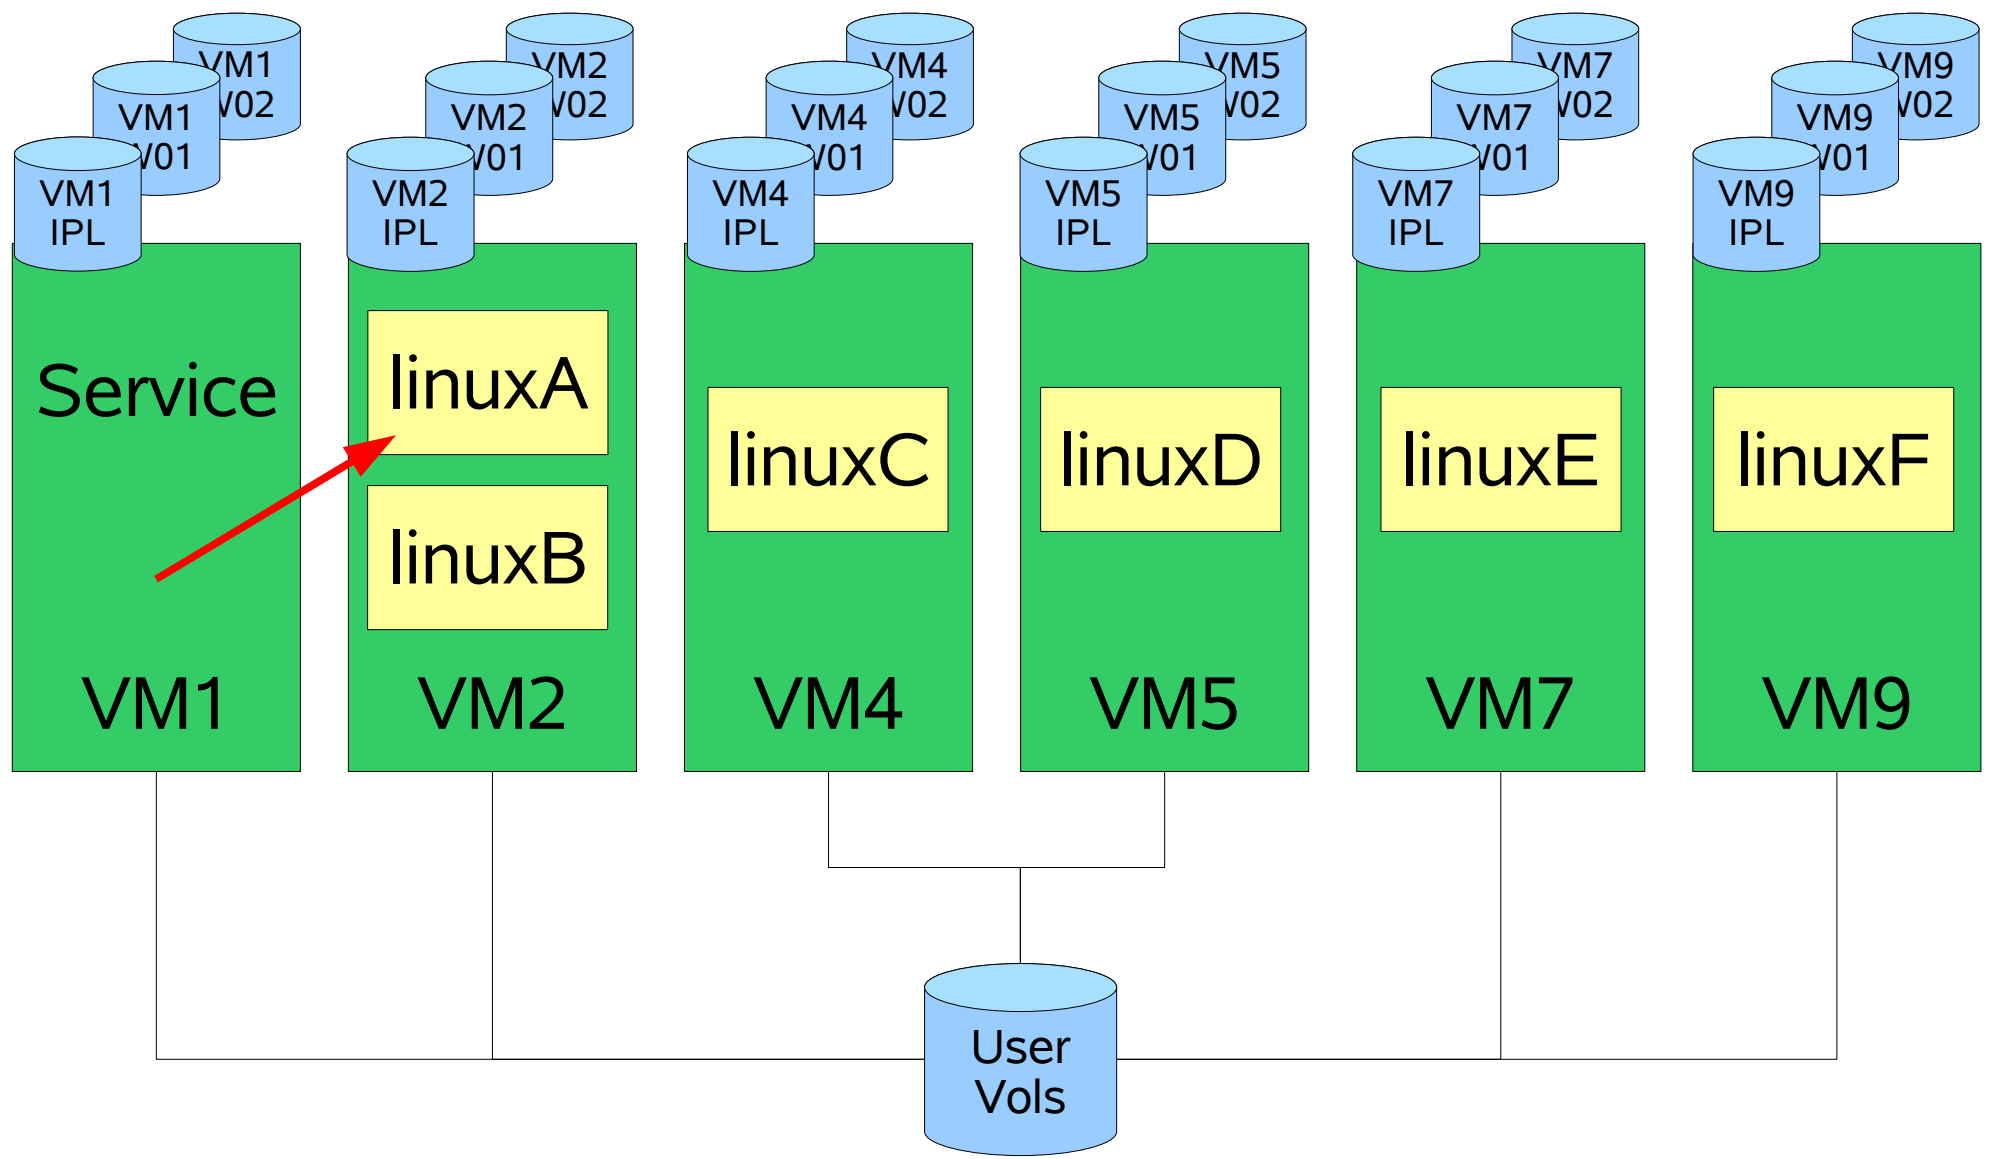 VM1
W02
VM1
W01
VM1
IPL
VM2
W02
VM2
W01
VM2
IPL
VM4
W02
VM4
W01
VM4
IPL
VM5
W02
VM5
W01
VM5
IPL
VM7
W02
VM7
W01
VM7
IPL
VM9
W02
VM9
W01
VM9
IPL
Service
VM1
linuxA
linuxB
VM2
linuxC
VM4
linuxD
VM5
linuxE
VM7
linuxF
VM9
User
Vols